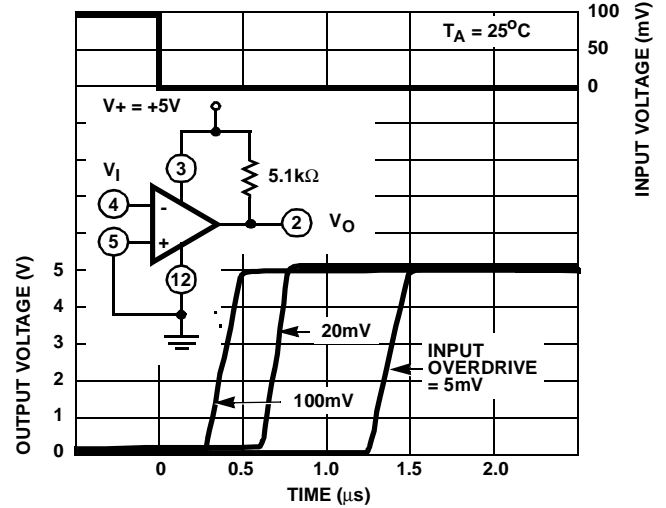 T_A = 25°C
100
50
0
INPUT VOLTAGE (mV)
V+ = +5V
3
5.1kΩ
V_I
4
-
2
V_O
5
+
12
OUTPUT VOLTAGE (V)
5
4
3
2
1
0
20mV
INPUT
OVERDRIVE
= 5mV
100mV
0
0.5
1.0
1.5
2.0
TIME (μs)